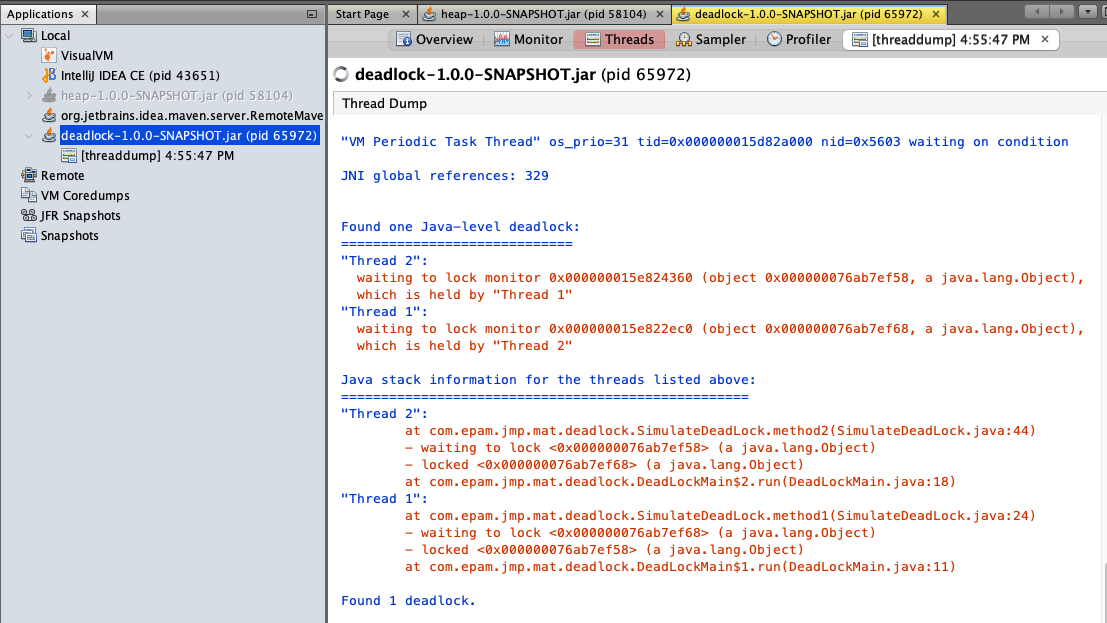 Applications
Start Page
heap-1.0.0-SNAPSHOT.jar (pid 58104)
deadlock-1.0.0-SNAPSHOT.jar (pid 65972)
Local
VisualVM
IntelliJ IDEA CE (pid 43651)
heap-1.0.0-SNAPSHOT.jar (pid 58104)
org.jetbrains.idea.maven.server.RemoteMave
deadlock-1.0.0-SNAPSHOT.jar (pid 65972)
[threaddump] 4:55:47 PM
Remote
VM Coredumps
JFR Snapshots
Snapshots
Overview Monitor Threads Sampler Profiler [threaddump] 4:55:47 PM
deadlock-1.0.0-SNAPSHOT.jar (pid 65972)
Thread Dump
"VM Periodic Task Thread" os_prio=31 tid=0x000000015d82a000 nid=0x5603 waiting on condition
JNI global references: 329
Found one Java-level deadlock:
=============================
"Thread 2":
waiting to lock monitor 0x000000015e824360 (object 0x000000076ab7ef58, a java.lang.Object),
which is held by "Thread 1"
"Thread 1":
waiting to lock monitor 0x000000015e822ec0 (object 0x000000076ab7ef68, a java.lang.Object),
which is held by "Thread 2"
Java stack information for the threads listed above:
===================================================
"Thread 2":
at com.epam.jmp.mat.deadlock.SimulateDeadLock.method2(SimulateDeadLock.java:44)
- waiting to lock <0x000000076ab7ef58> (a java.lang.Object)
- locked <0x000000076ab7ef68> (a java.lang.Object)
at com.epam.jmp.mat.deadlock.DeadLockMain$2.run(DeadLockMain.java:18)
"Thread 1":
at com.epam.jmp.mat.deadlock.SimulateDeadLock.method1(SimulateDeadLock.java:24)
- waiting to lock <0x000000076ab7ef68> (a java.lang.Object)
- locked <0x000000076ab7ef58> (a java.lang.Object)
at com.epam.jmp.mat.deadlock.DeadLockMain$1.run(DeadLockMain.java:11)
Found 1 deadlock.